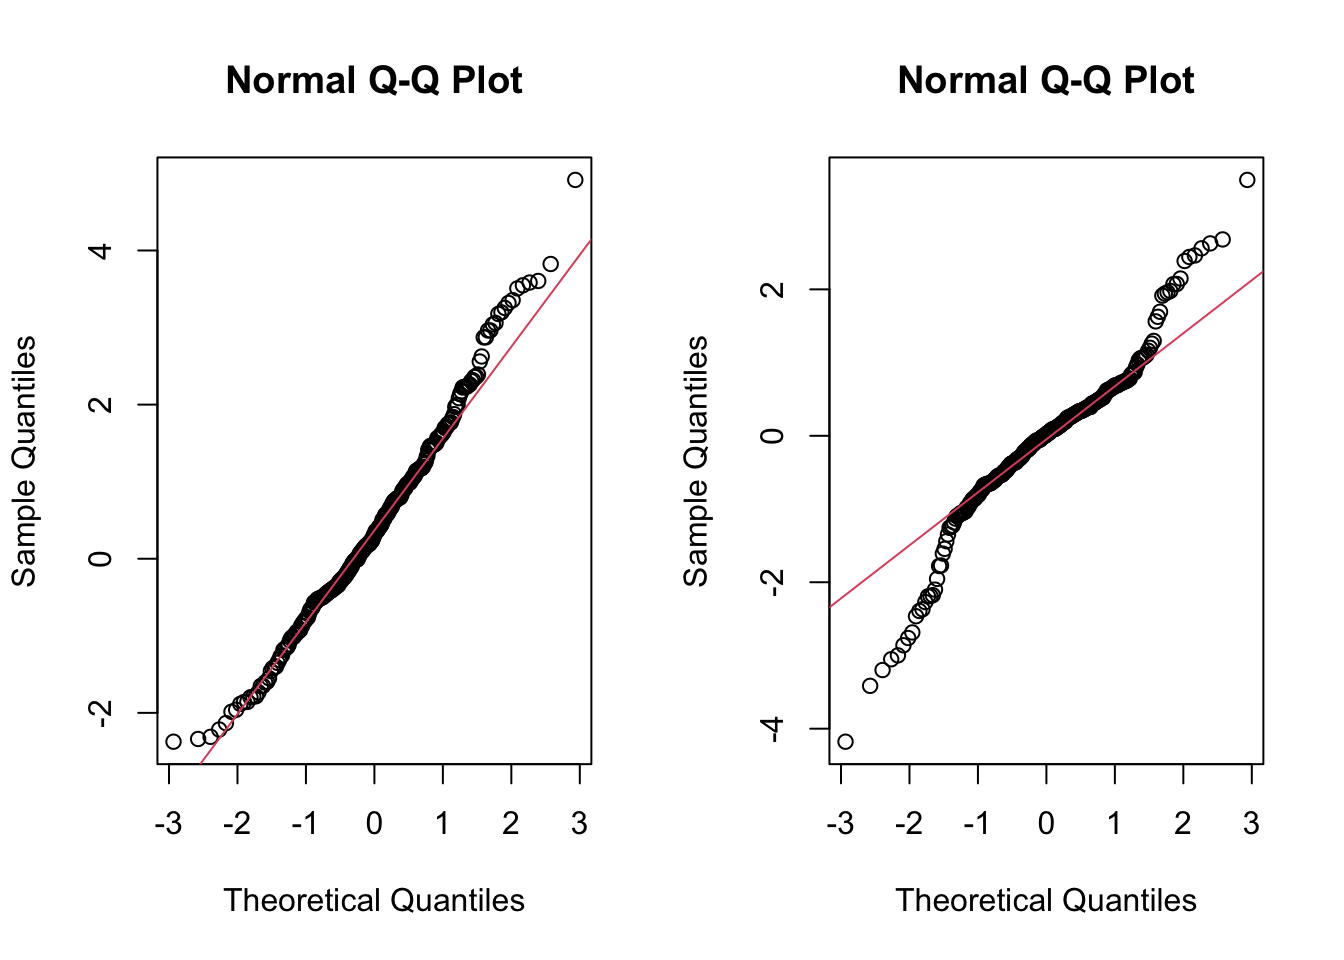 Normal Q-Q Plot
Sample Quantiles
4
2
0
-2
-3 -2 -1 0 1 2 3
Theoretical Quantiles
Normal Q-Q Plot
Sample Quantiles
2
0
-2
-4
-3 -2 -1 0 1 2 3
Theoretical Quantiles